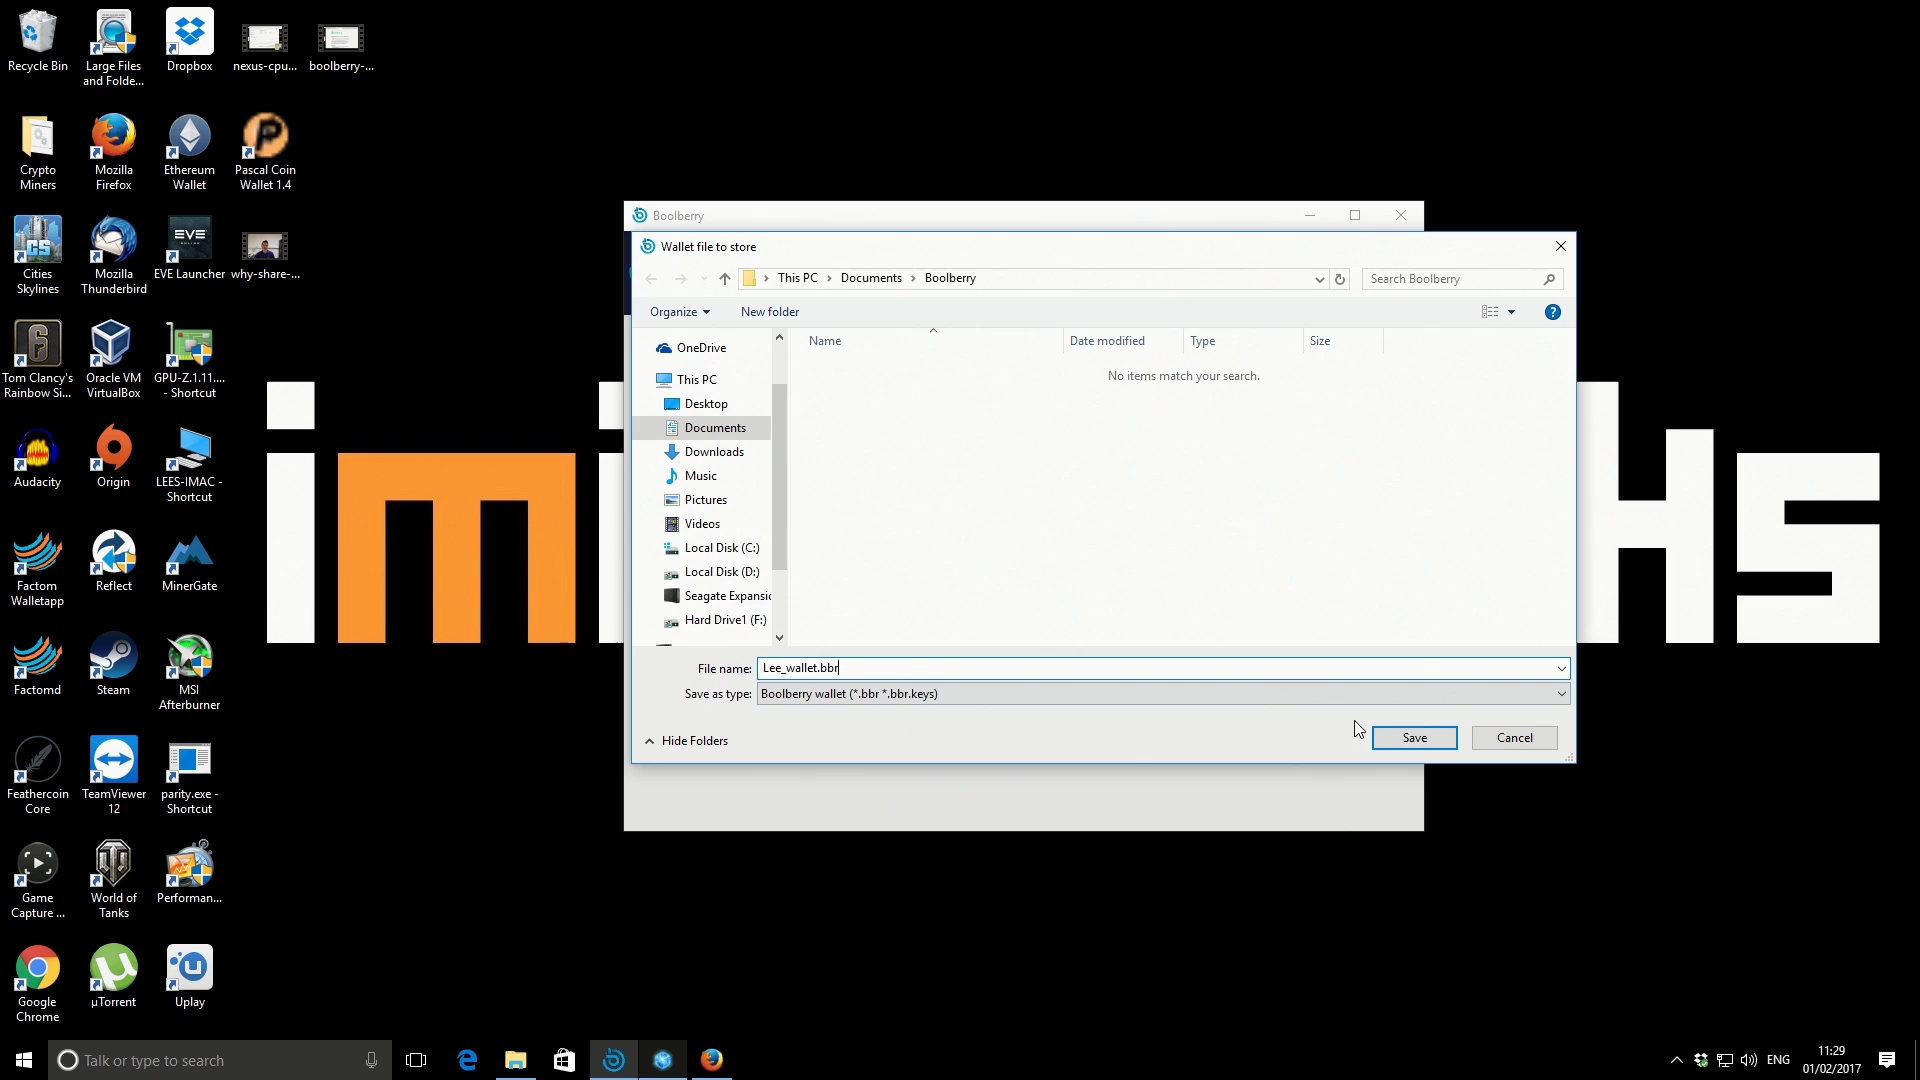 Recycle Bin
Large Files
and Folde...
Dropbox
nexus-cpu...
boolberry-...
Crypto
Miners
Mozilla
Firefox
Ethereum
Wallet
Pascal Coin
Wallet 1.4
Cities
Skylines
Mozilla
Thunderbird
EVE Launcher
why-share-...
Tom Clancy's
Rainbow Si...
Oracle VM
VirtualBox
GPU-Z.1.11....
- Shortcut
Audacity
Origin
LEES-IMAC -
Shortcut
Factom
Walletapp
Reflect
MinerGate
Factomd
Steam
MSI
Afterburner
Feathercoin
Core
TeamViewer
12
parity.exe -
Shortcut
Game
Capture ...
World of
Tanks
Performan...
Google
Chrome
µTorrent
Uplay
Boolberry
Wallet file to store
This PC > Documents > Boolberry
Search Boolberry
Organize
New folder
Name
Date modified
Type
Size
No items match your search.
OneDrive
This PC
Desktop
Documents
Downloads
Music
Pictures
Videos
Local Disk (C:)
Local Disk (D:)
Seagate Expansio
Hard Drive1 (F:)
File name: Lee_wallet.bbr
Save as type: Boolberry wallet (*.bbr *.bbr.keys)
Hide Folders
Save
Cancel
Talk or type to search
ENG
11:29
01/02/2017